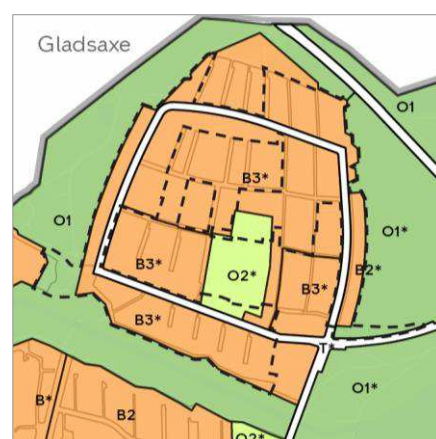 Gladsaxe
O1
B3*
O1
O1*
B2*
B3*
O2*
B3*
B3*
T*
O1*
B*
B2
O2*